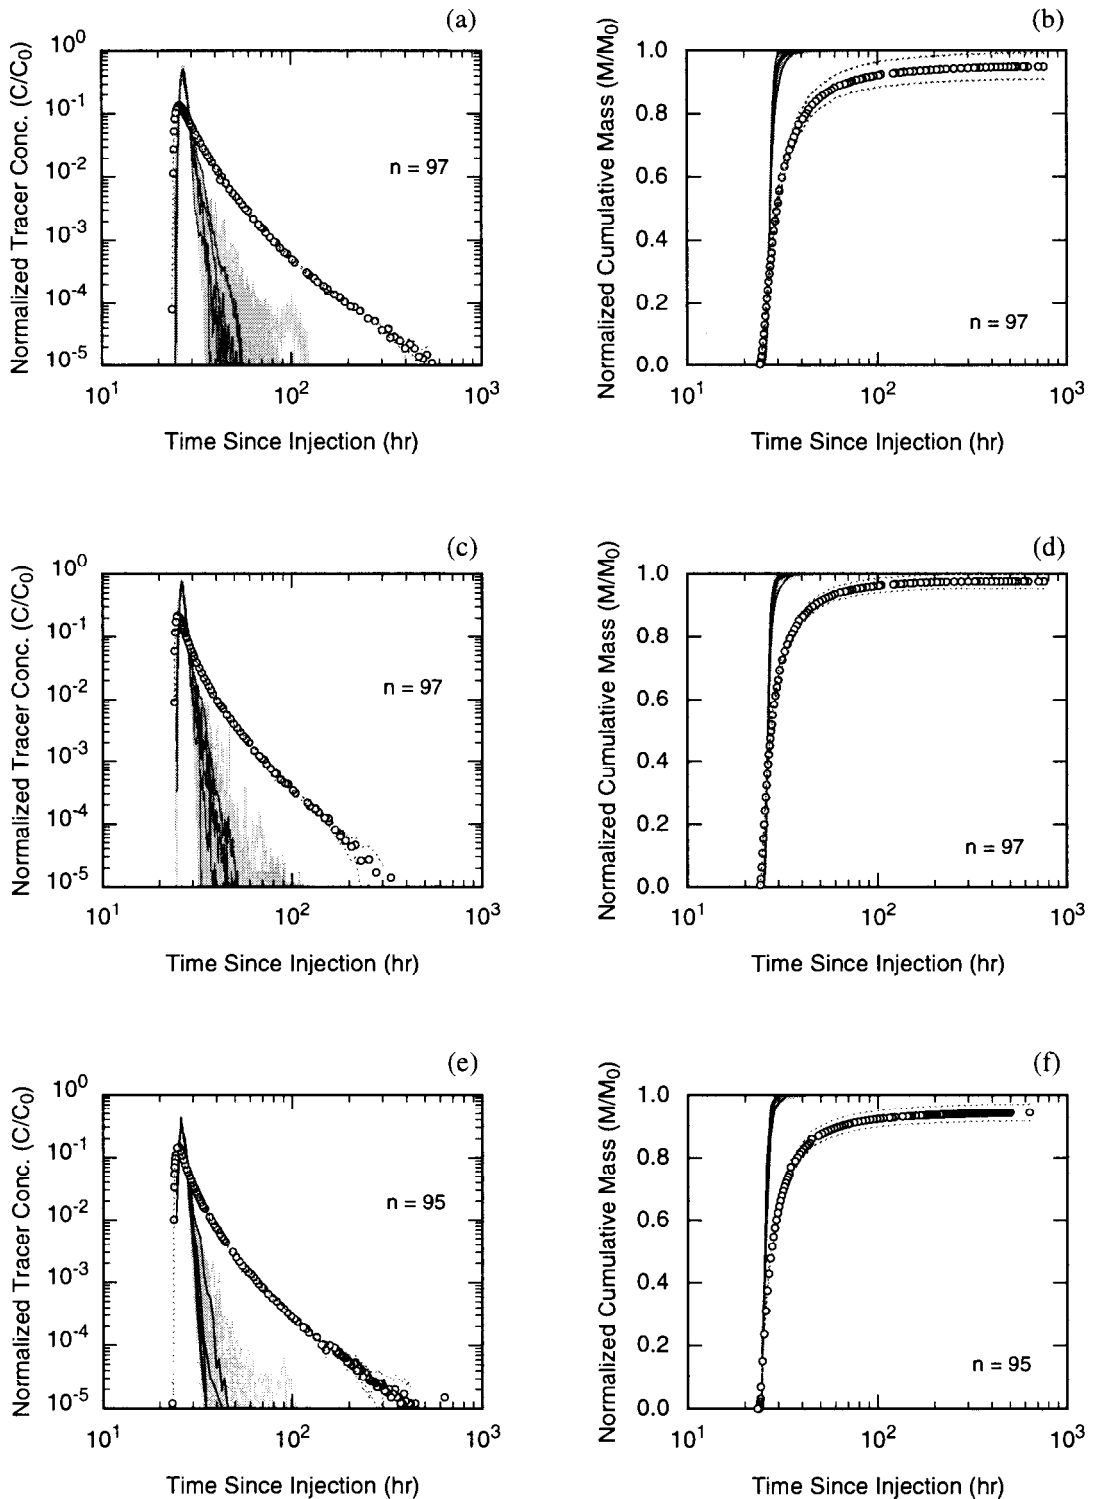 (a)
Normalized Tracer Conc. (C/C0)
10^0
10^-1
10^-2
10^-3
10^-4
10^-5
n = 97
10^1
10^2
10^3
Time Since Injection (hr)
(b)
Normalized Cumulative Mass (M/M0)
1.0
0.8
0.6
0.4
0.2
0.0
n = 97
10^1
10^2
10^3
Time Since Injection (hr)
(c)
Normalized Tracer Conc. (C/C0)
10^0
10^-1
10^-2
10^-3
10^-4
10^-5
n = 97
10^1
10^2
10^3
Time Since Injection (hr)
(d)
Normalized Cumulative Mass (M/M0)
1.0
0.8
0.6
0.4
0.2
0.0
n = 97
10^1
10^2
10^3
Time Since Injection (hr)
(e)
Normalized Tracer Conc. (C/C0)
10^0
10^-1
10^-2
10^-3
10^-4
10^-5
n = 95
10^1
10^2
10^3
Time Since Injection (hr)
(f)
Normalized Cumulative Mass (M/M0)
1.0
0.8
0.6
0.4
0.2
0.0
n = 95
10^1
10^2
10^3
Time Since Injection (hr)